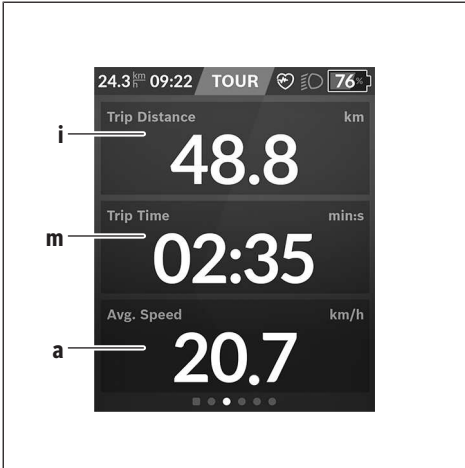 24.3 km/h 09:22 TOUR 76%
Trip Distance km
i
48.8
Trip Time min:s
m
02:35
Avg. Speed km/h
a
20.7